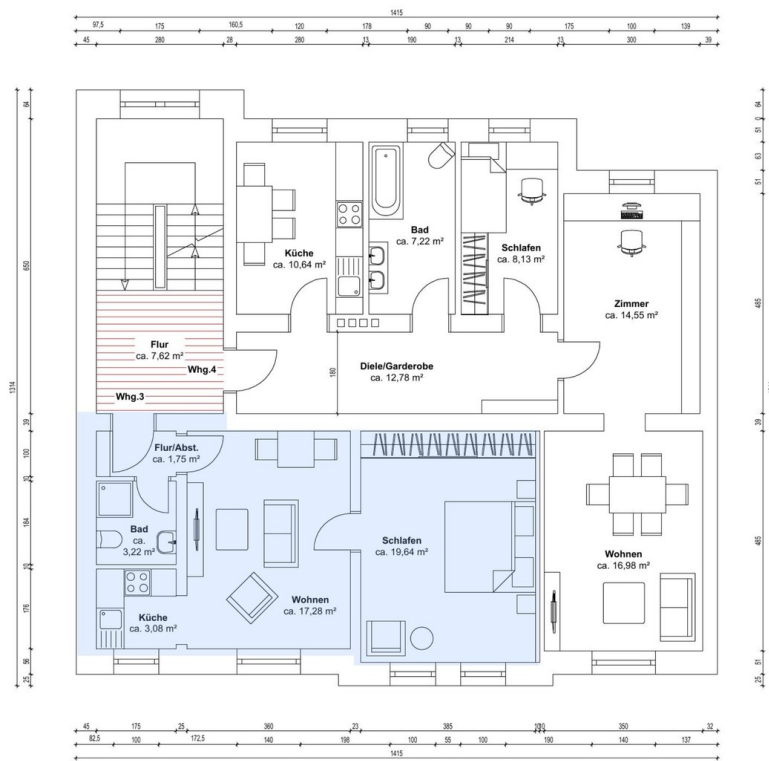 1415
97,5 175 160,5 120 178 90 90 90 175 100 139
45 280 28 280 13 190 13 214 13 300 39
64
650
1314
39
100
10
184
10
176
56
25
64
0
51
63
51
485
39
485
51
25
Küche
ca. 10,64 m²
Bad
ca. 7,22 m²
Schlafen
ca. 8,13 m²
Zimmer
ca. 14,55 m²
Flur
ca. 7,62 m²
Whg.4
Whg.3
180
Diele/Garderobe
ca. 12,78 m²
Flur/Abst.
ca. 1,75 m²
Bad
ca.
3,22 m²
Schlafen
ca. 19,64 m²
Wohnen
ca. 16,98 m²
Wohnen
ca. 17,28 m²
Küche
ca. 3,08 m²
45 175 25 360 23 385 10 10 350 32
82,5 100 172,5 140 198 100 55 100 190 140 137
1415